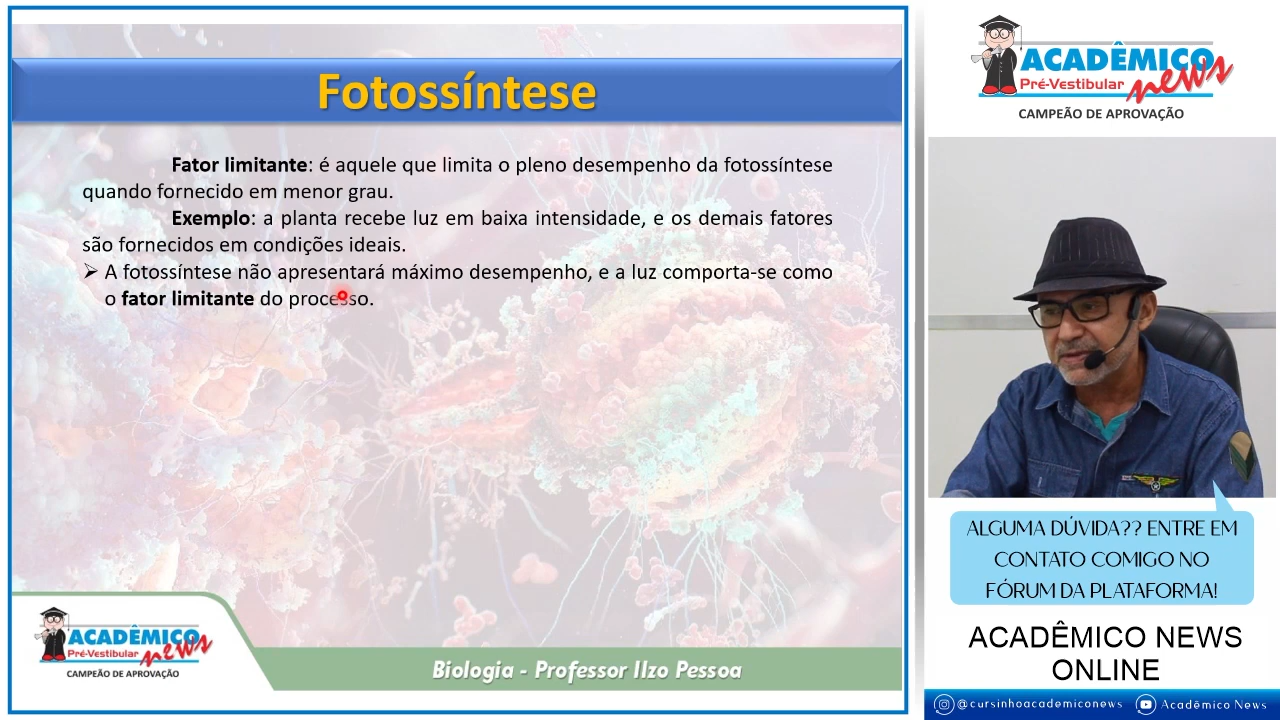 Fotossíntese
Fator limitante: é aquele que limita o pleno desempenho da fotossíntese
quando fornecido em menor grau.
Exemplo: a planta recebe luz em baixa intensidade, e os demais fatores
são fornecidos em condições ideais.
➢ A fotossíntese não apresentará máximo desempenho, e a luz comporta-se como
o fator limitante do processo.
ACADÊMICO
Pré-Vestibular news
CAMPEÃO DE APROVAÇÃO
Biologia - Professor Ilzo Pessoa
ACADÊMICO
Pré-Vestibular news
CAMPEÃO DE APROVAÇÃO
ALGUMA DÚVIDA?? ENTRE EM
CONTATO COMIGO NO
FÓRUM DA PLATAFORMA!
ACADÊMICO NEWS
ONLINE
@cursinhoacademiconews Acadêmico News